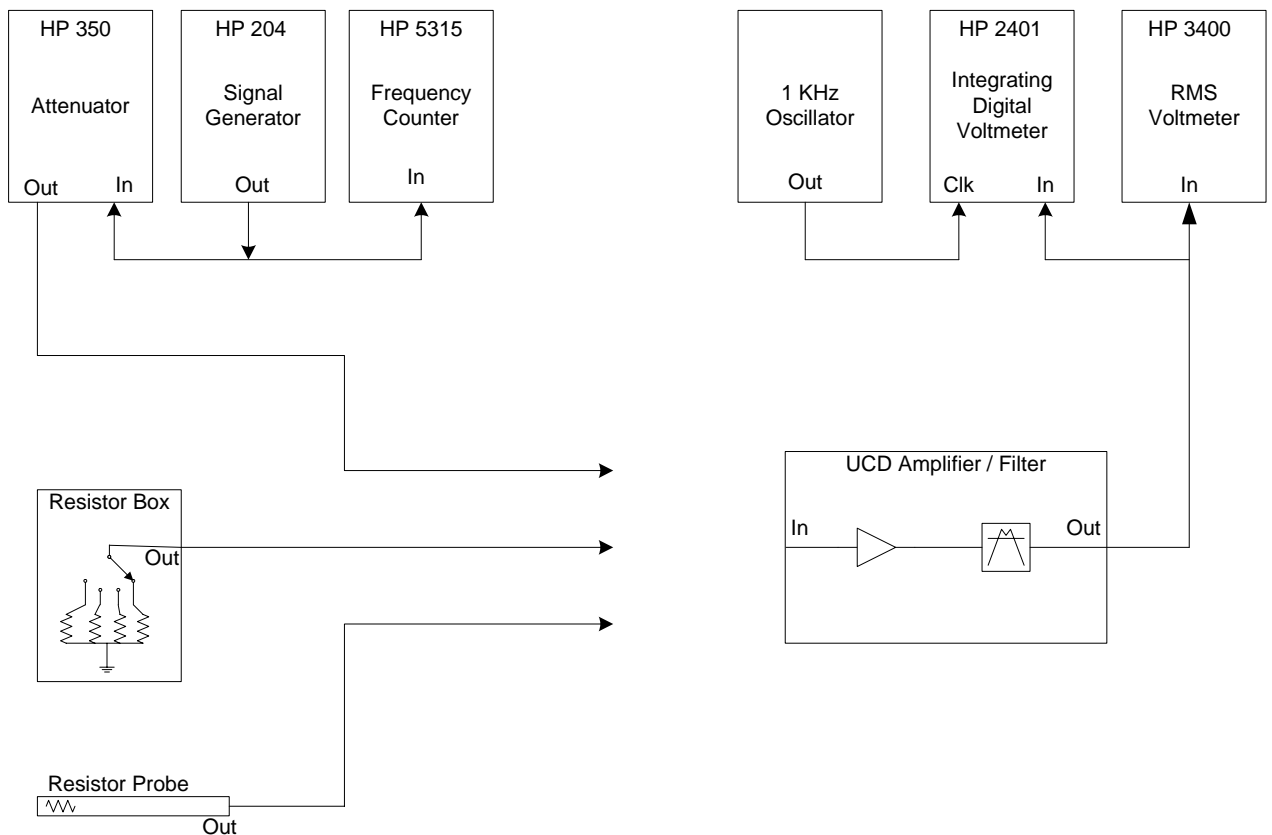 HP 350
Attenuator
Out
In
HP 204
Signal
Generator
Out
HP 5315
Frequency
Counter
In
1 KHz
Oscillator
Out
HP 2401
Integrating
Digital
Voltmeter
Clk
In
HP 3400
RMS
Voltmeter
In
Resistor Box
Out
UCD Amplifier / Filter
In
Out
Resistor Probe
Out